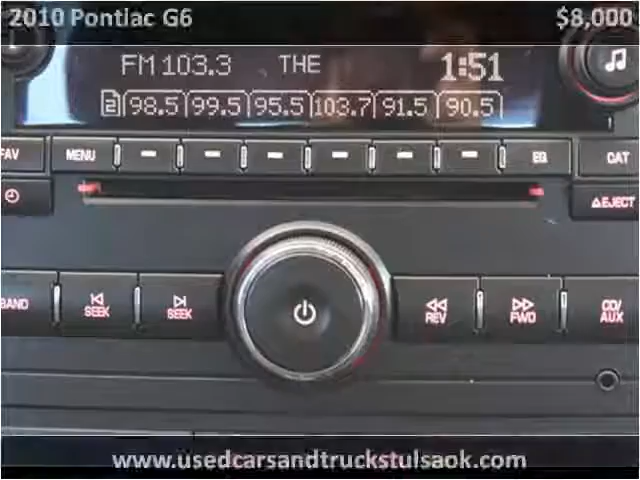 2010 Pontiac G6 $8,000
FM 103.3 THE 1:51
2 98.5 99.5 95.5 103.7 91.5 90.5
FAV MENU EQ CAT
EJECT
BAND SEEK SEEK REV FWD CD/
AUX
1
www.usedcarsandtruckstulsaok.com